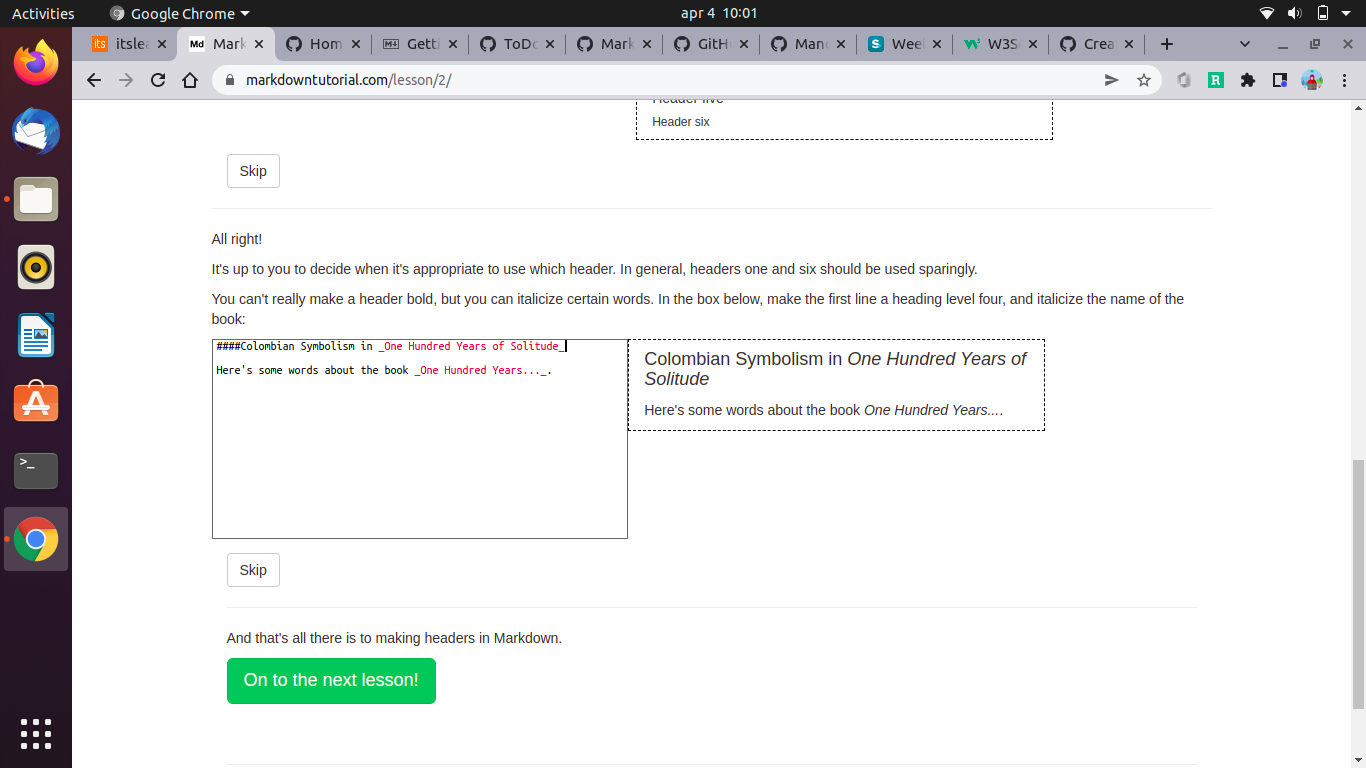 Activities Google Chrome apr 4 10:01
its itslea Md Mark Hom Getti ToDo Mark GitH Man S Weel W3S Crea
markdowntutorial.com/lesson/2/
Header five
Header six
Skip
All right!
It's up to you to decide when it's appropriate to use which header. In general, headers one and six should be used sparingly.
You can't really make a header bold, but you can italicize certain words. In the box below, make the first line a heading level four, and italicize the name of the
book:
####Colombian Symbolism in _One Hundred Years of Solitude_
Here's some words about the book _One Hundred Years..._.
Colombian Symbolism in One Hundred Years of
Solitude
Here's some words about the book One Hundred Years....
Skip
And that's all there is to making headers in Markdown.
On to the next lesson!